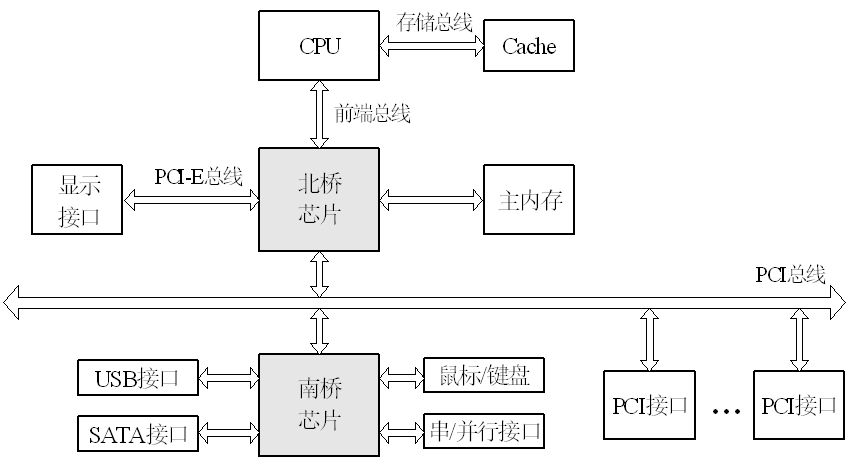 存储总线
CPU
Cache
前端总线
PCI-E总线
显示
接口
北桥
芯片
主内存
PCI总线
USB接口
南桥
芯片
鼠标/键盘
SATA接口
串/并行接口
PCI接口
…
PCI接口